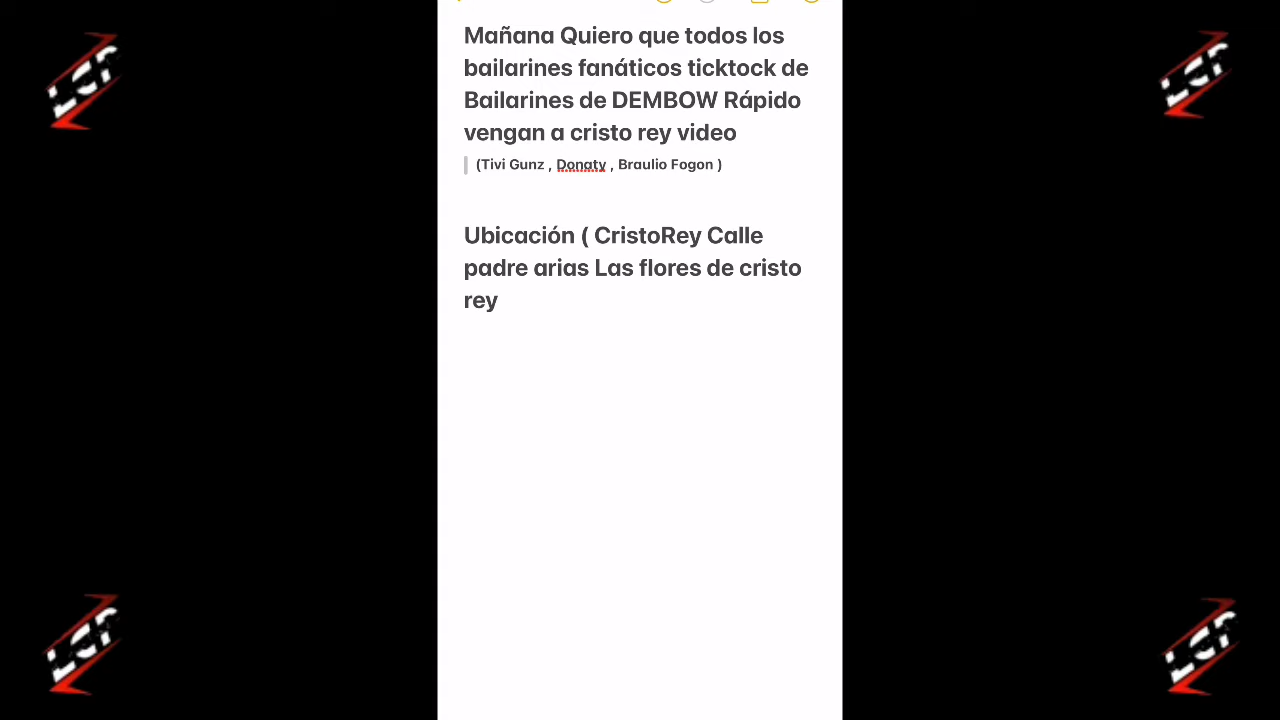 Mañana Quiero que todos los
bailarines fanáticos ticktock de
Bailarines de DEMBOW Rápido
vengan a cristo rey video
(Tivi Gunz , Donaty , Braulio Fogon )
Ubicación ( CristoRey Calle
padre arias Las flores de cristo
rey